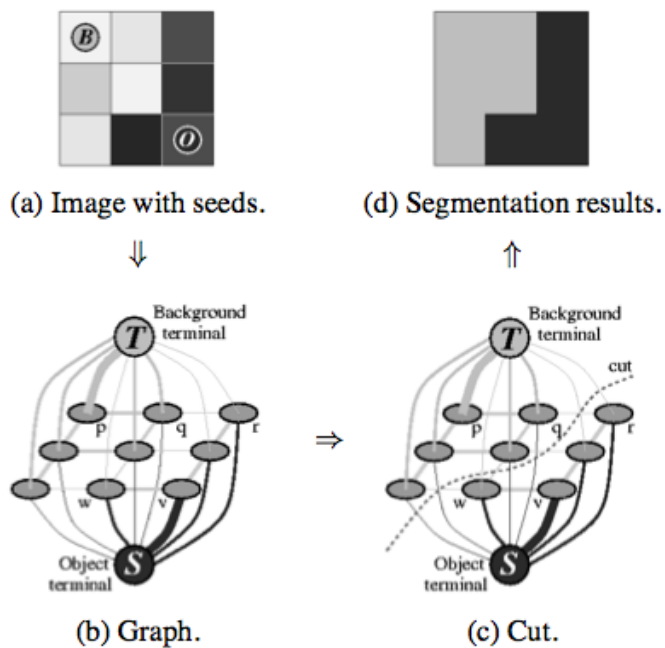 B
O
(a) Image with seeds.
(d) Segmentation results.
⇓
⇑
Background
terminal
T
p
q
r
w
v
Object
terminal
S
(b) Graph.
⇒
Background
terminal
T
cut
p
q
r
w
v
Object
terminal
S
(c) Cut.